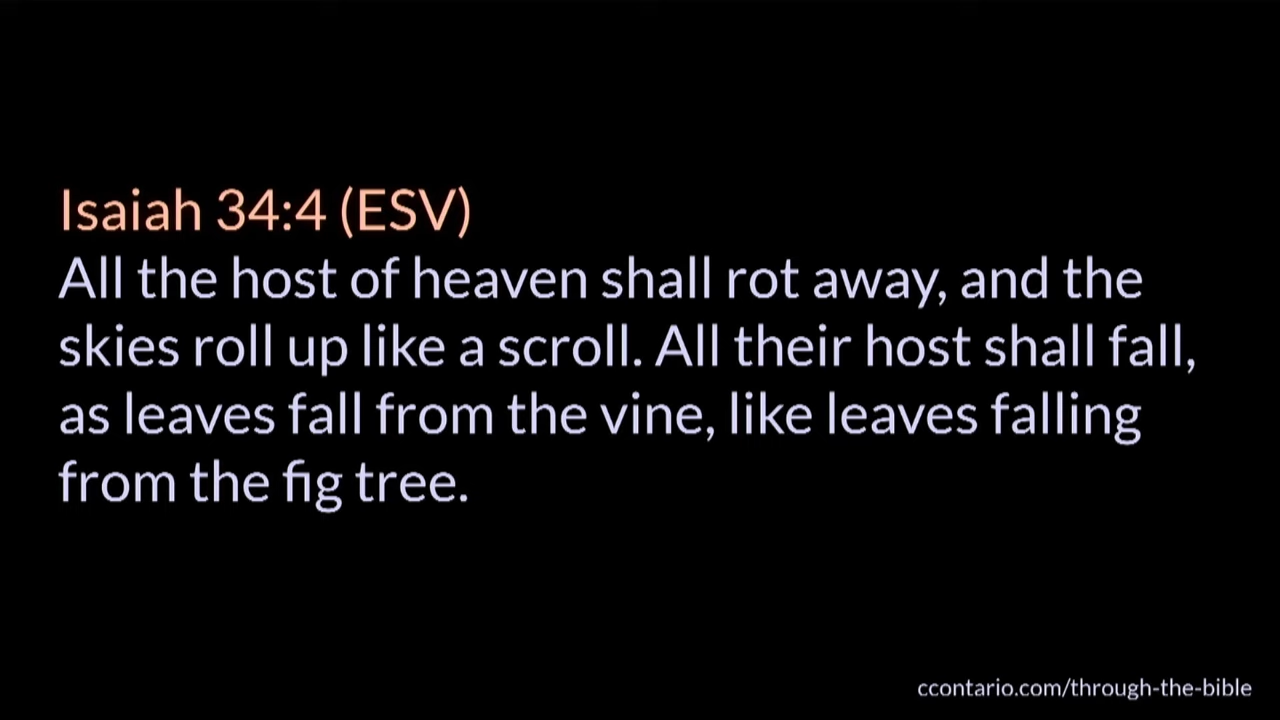 Isaiah 34:4 (ESV)
All the host of heaven shall rot away, and the
skies roll up like a scroll. All their host shall fall,
as leaves fall from the vine, like leaves falling
from the fig tree.
ccontario.com/through-the-bible